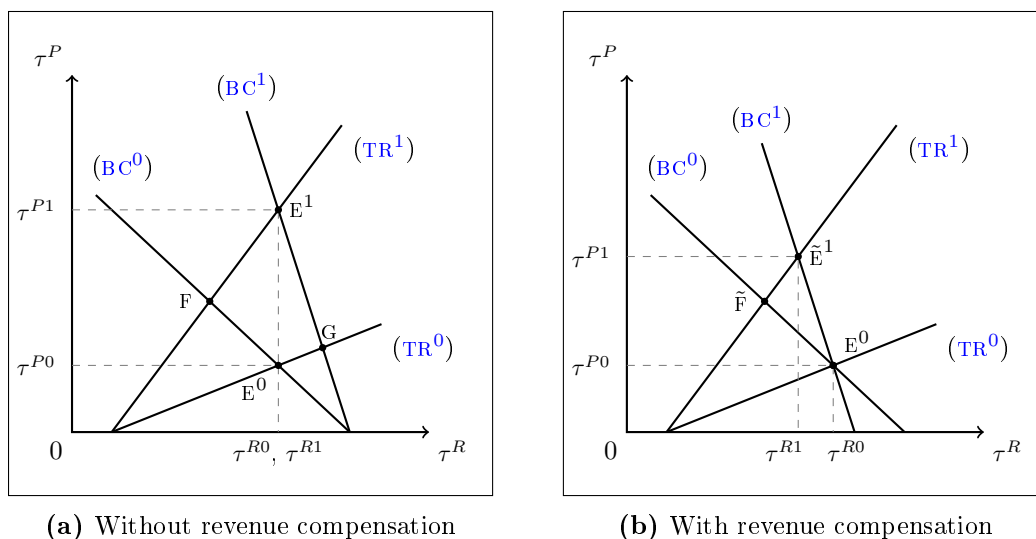 τ^P
(BC^1)
(TR^1)
(BC^0)
τ^{P1}
E^1
F
G
(TR^0)
τ^{P0}
E^0
0
τ^{R0}, τ^{R1}
τ^R
(a) Without revenue compensation
τ^P
(BC^1)
(TR^1)
(BC^0)
τ^{P1}
Ẽ^1
F̃
E^0
(TR^0)
τ^{P0}
0
τ^{R1}
τ^{R0}
τ^R
(b) With revenue compensation